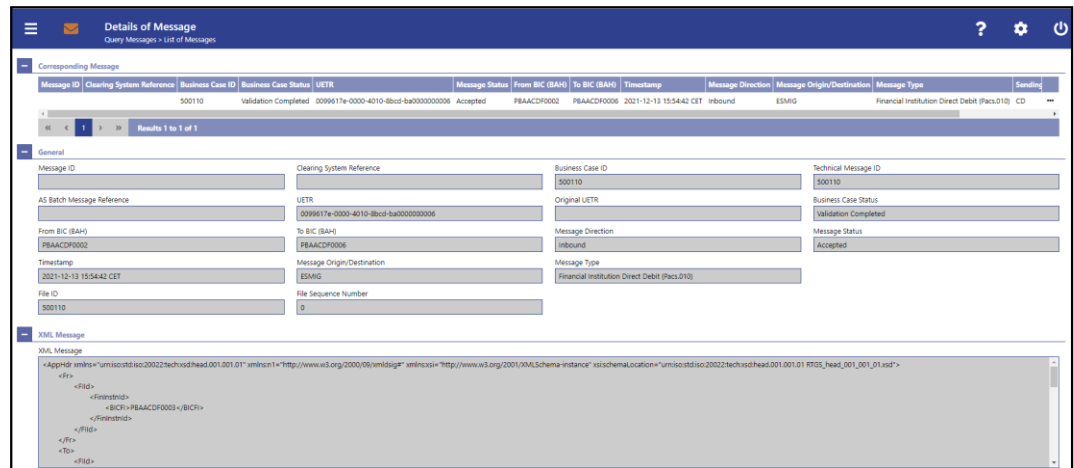 Details of Message
Query Messages > List of Messages
Corresponding Message
Message ID Clearing System Reference Business Case ID Business Case Status UETR Message Status From BIC (BAH) To BIC (BAH) Timestamp Message Direction Message Origin/Destination Message Type Sending
500110 Validation Completed 0099617e-0000-4010-8bcd-ba0000000006 Accepted PBAACDF0002 PBAACDF0006 2021-12-13 15:54:42 CET Inbound ESMIG Financial Institution Direct Debit (Pacs.010) CD
1 Results 1 to 1 of 1
General
Message ID Clearing System Reference Business Case ID Technical Message ID
500110 500110
AS Batch Message Reference UETR Original UETR Business Case Status
0099617e-0000-4010-8bcd-ba0000000006 Validation Completed
From BIC (BAH) To BIC (BAH) Message Direction Message Status
PBAACDF0002 PBAACDF0006 Inbound Accepted
Timestamp Message Origin/Destination Message Type
2021-12-13 15:54:42 CET ESMIG Financial Institution Direct Debit (Pacs.010)
File ID File Sequence Number
500110 0
XML Message
XML Message
<AppHdr xmlns="urn:iso:std:iso:20022:tech:xsd:head.001.001.01" xmlns:n1="http://www.w3.org/2000/09/xmldsig#" xmlns:xsi="http://www.w3.org/2001/XMLSchema-instance" xsi:schemaLocation="urn:iso:std:iso:20022:tech:xsd:head.001.001.01 RTGS_head_001_001_01.xsd">
<Fr>
<FIId>
<FinInstnId>
<BICFI>PBAACDF0003</BICFI>
</FinInstnId>
</FIId>
</Fr>
<To>
<FIId>